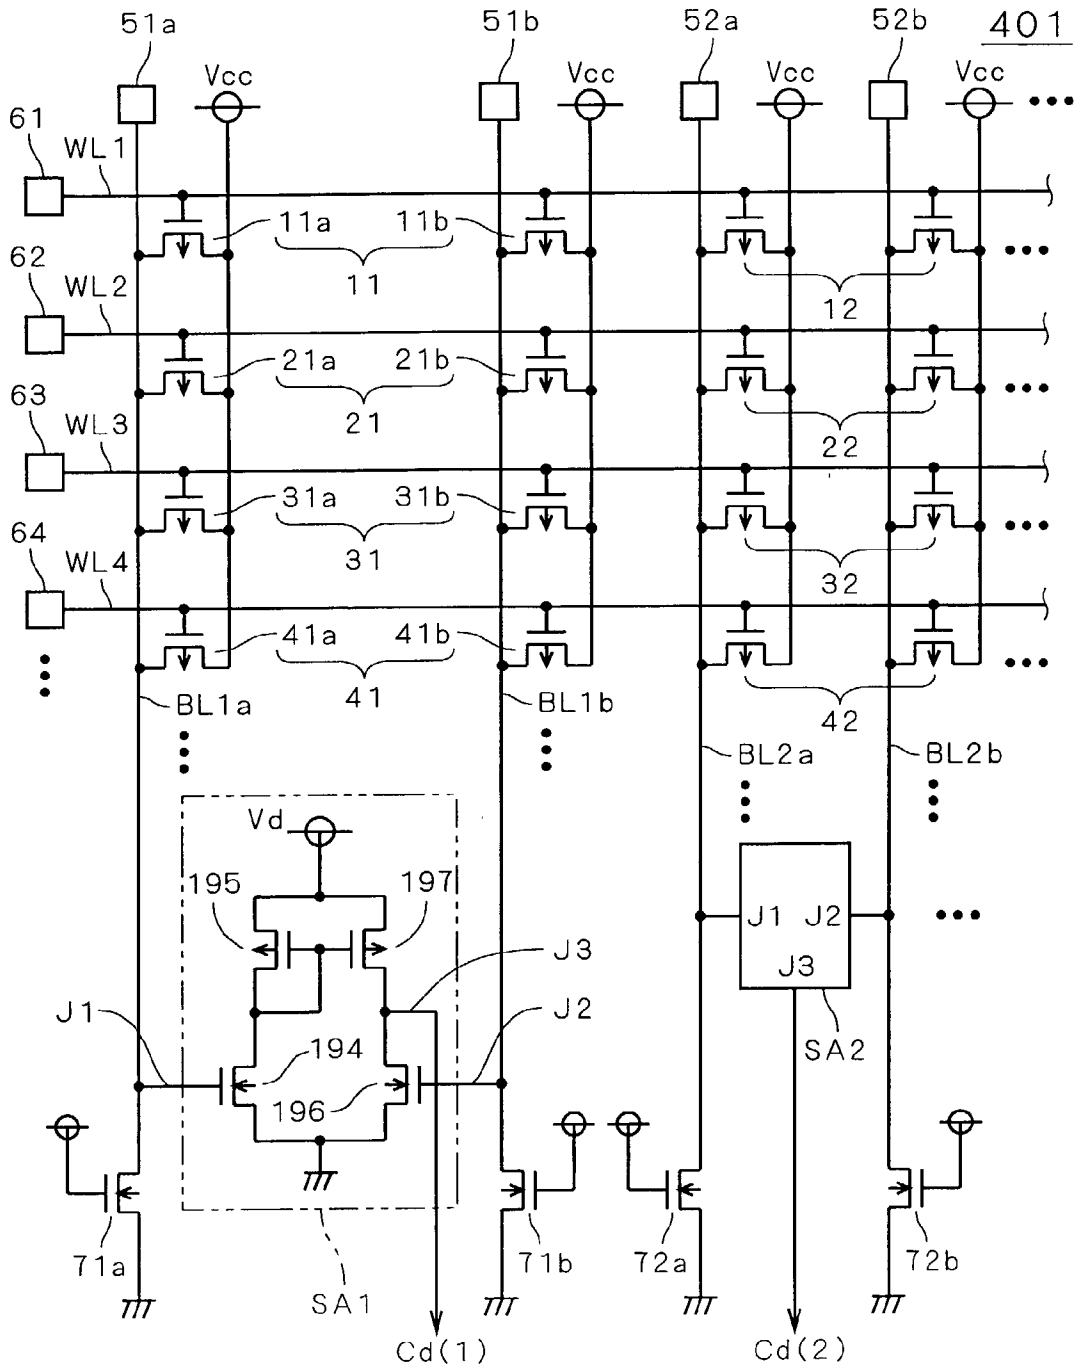 51a 51b 52a 52b 401
Vcc Vcc Vcc Vcc
61 WL1
11a 11b
11 12
62 WL2
21a 21b
21 22
63 WL3
31a 31b
31 32
64 WL4
41a 41b
41 42
BL1a BL1b BL2a BL2b
Vd
195 197
J1 J2
J3
J3
J1 J2
194
196
SA2
71a 71b 72a 72b
SA1
Cd(1) Cd(2)